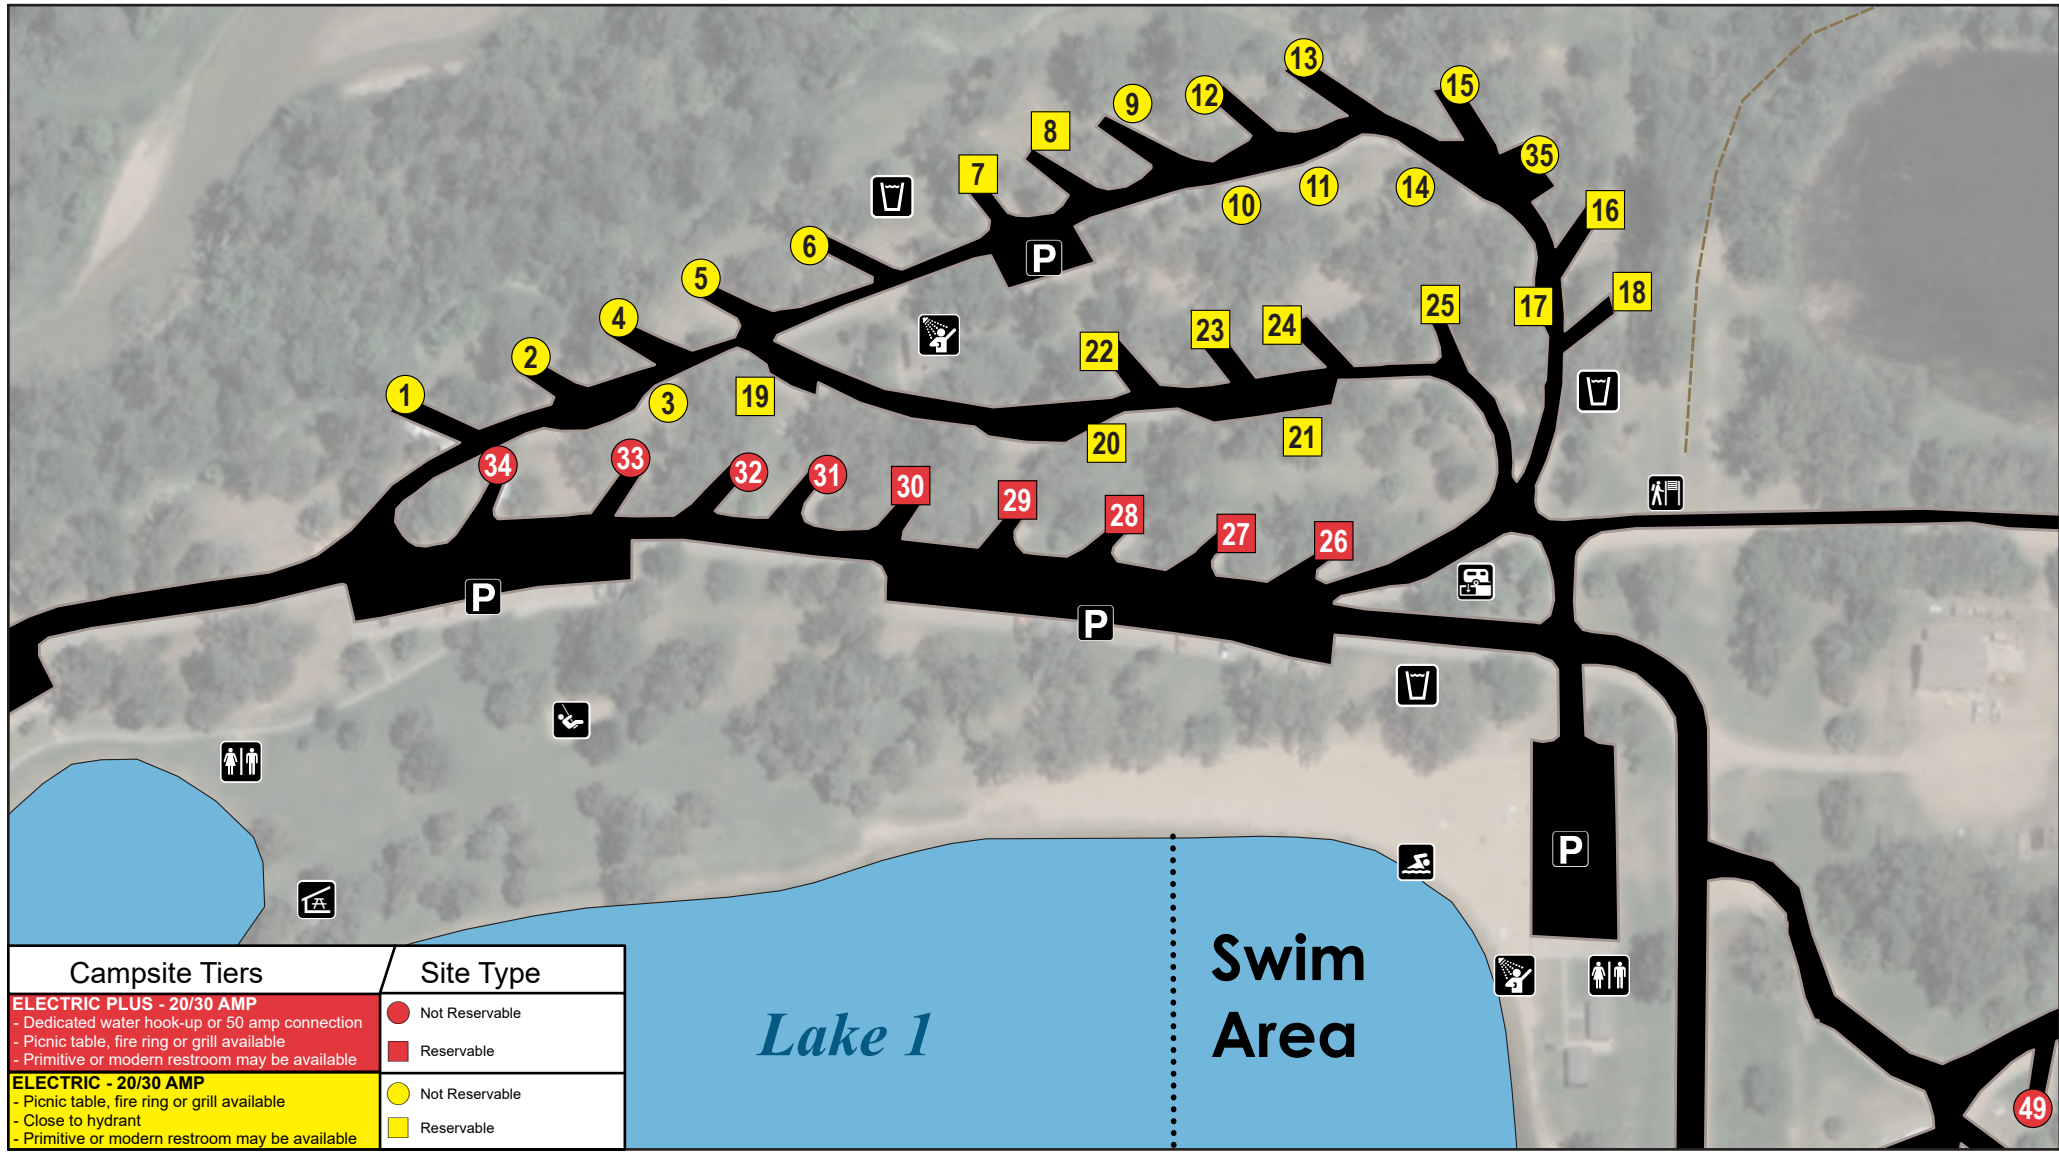 13
15
12
9
8
35
7
11
14
10
16
6
5
18
17
25
4
24
23
22
2
1
19
3
21
20
33
34
32
31
30
29
28
27
26
P
P
P
P
Swim
Area
Lake 1
49
Campsite Tiers
Site Type
ELECTRIC PLUS - 20/30 AMP
- Dedicated water hook-up or 50 amp connection
- Picnic table, fire ring or grill available
- Primitive or modern restroom may be available
Not Reservable
Reservable
ELECTRIC - 20/30 AMP
- Picnic table, fire ring or grill available
- Close to hydrant
- Primitive or modern restroom may be available
Not Reservable
Reservable